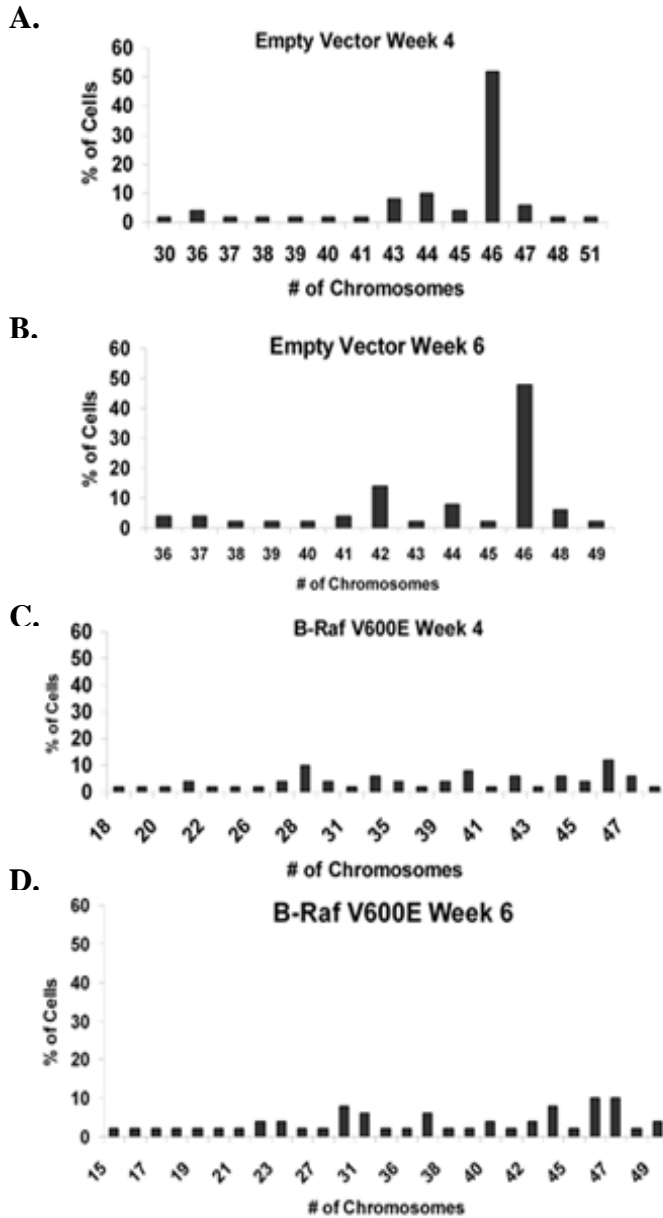 A.
Empty Vector Week 4
% of Cells
60
50
40
30
20
10
0
30 36 37 38 39 40 41 43 44 45 46 47 48 51
# of Chromosomes
B.
Empty Vector Week 6
% of Cells
60
50
40
30
20
10
0
36 37 38 39 40 41 42 43 44 45 46 48 49
# of Chromosomes
C.
B-Raf V600E Week 4
% of Cells
60
50
40
30
20
10
0
18 20 22 26 28 31 35 39 41 43 45 47
# of Chromosomes
D.
B-Raf V600E Week 6
% of Cells
60
50
40
30
20
10
0
15 17 19 21 23 27 31 36 38 40 42 45 47 49
# of Chromosomes